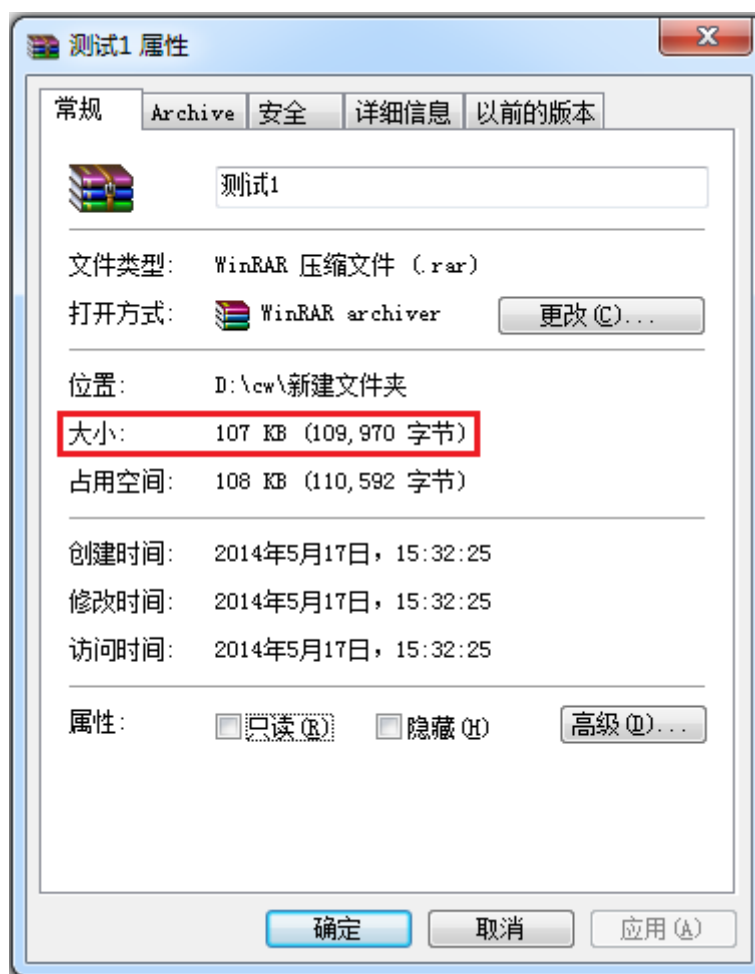 测试1 属性
常规 Archive 安全 详细信息 以前的版本
测试1
文件类型: WinRAR 压缩文件 (.rar)
打开方式: WinRAR archiver 更改(C)...
位置: D:\cw\新建文件夹
大小: 107 KB (109,970 字节)
占用空间: 108 KB (110,592 字节)
创建时间: 2014年5月17日，15:32:25
修改时间: 2014年5月17日，15:32:25
访问时间: 2014年5月17日，15:32:25
属性: 只读(R) 隐藏(H) 高级(D)...
确定 取消 应用(A)